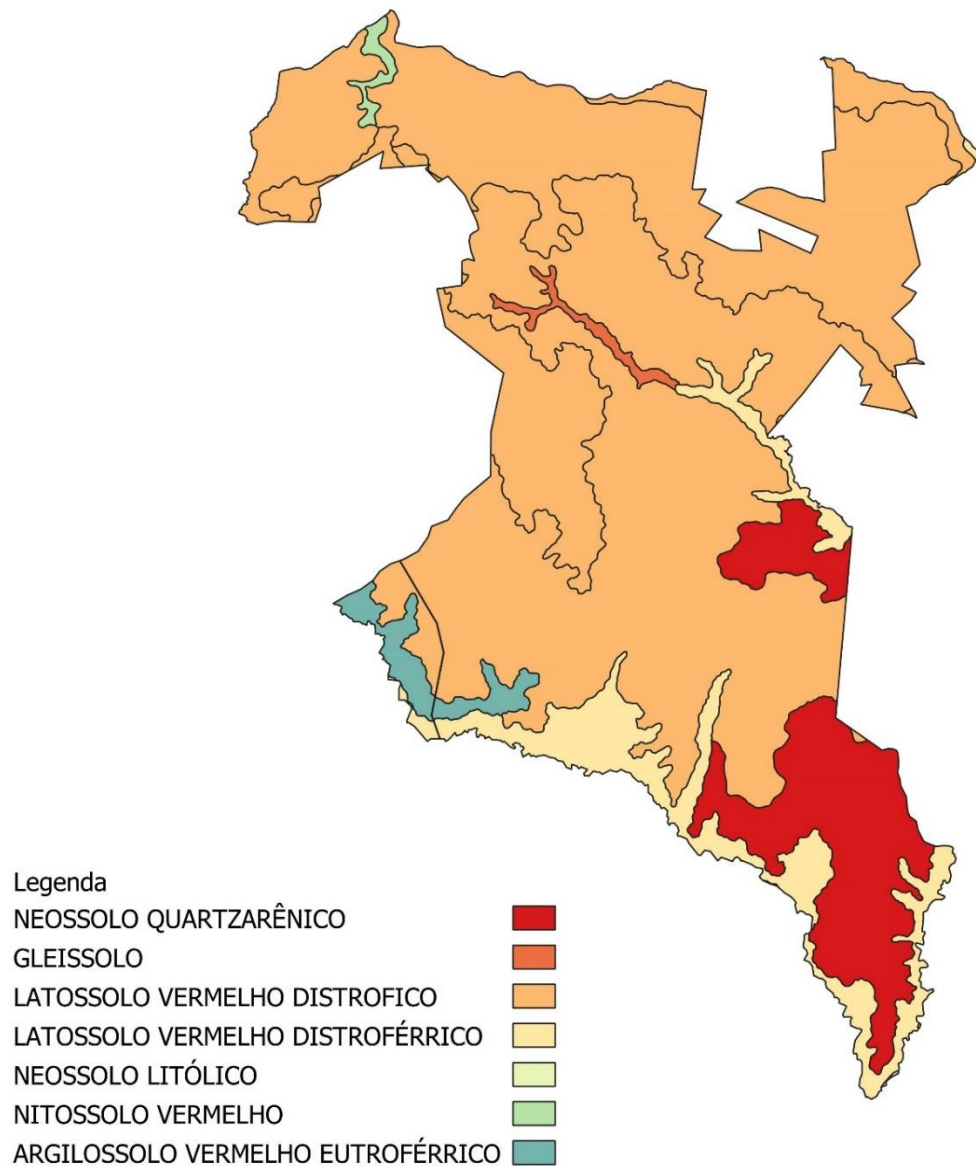 Legenda
NEOSSOLO QUARTZARÊNICO
GLEISSOLO
LATOSSOLO VERMELHO DISTROFICO
LATOSSOLO VERMELHO DISTROFÉRRICO
NEOSSOLO LITÓLICO
NITOSSOLO VERMELHO
ARGILOSSOLO VERMELHO EUTROFÉRRICO